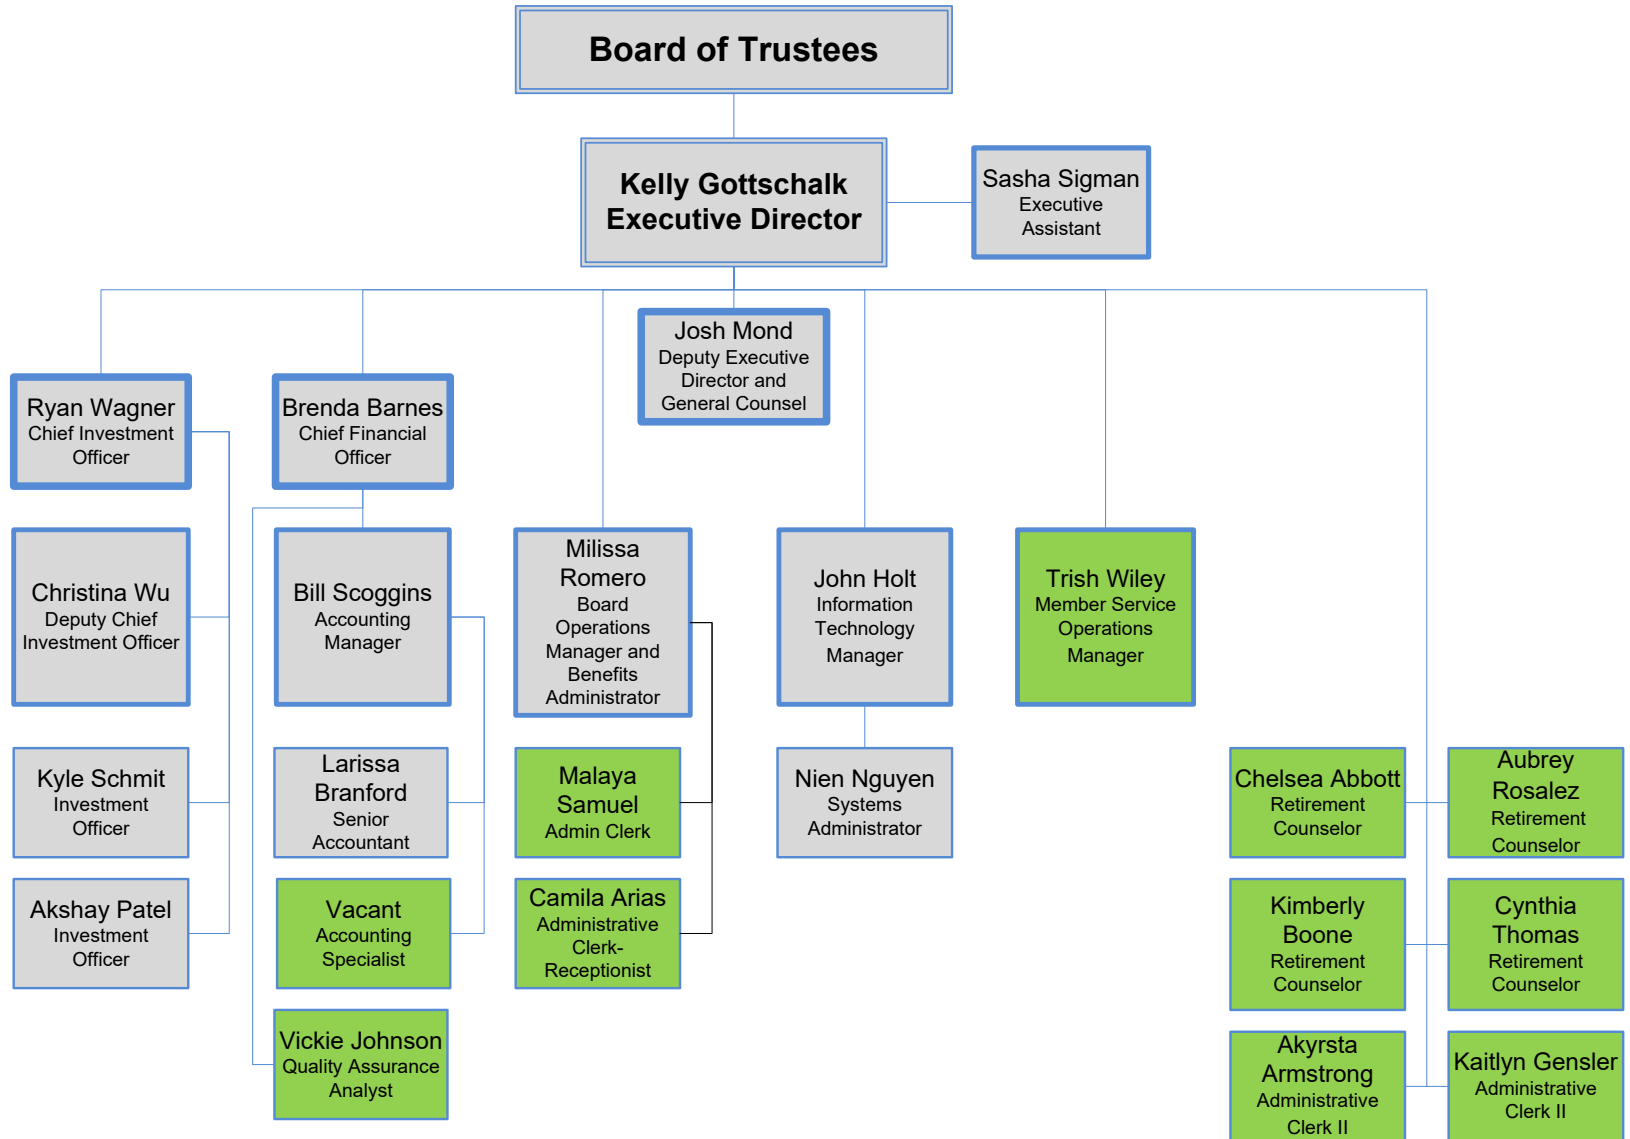 Board of Trustees
Kelly Gottschalk
Executive Director
Sasha Sigman
Executive
Assistant
Josh Mond
Deputy Executive
Director and
General Counsel
Ryan Wagner
Chief Investment
Officer
Brenda Barnes
Chief Financial
Officer
Christina Wu
Deputy Chief
Investment Officer
Bill Scoggins
Accounting
Manager
Milissa
Romero
Board
Operations
Manager and
Benefits
Administrator
John Holt
Information
Technology
Manager
Trish Wiley
Member Service
Operations
Manager
Kyle Schmit
Investment
Officer
Larissa
Branford
Senior
Accountant
Malaya
Samuel
Admin Clerk
Nien Nguyen
Systems
Administrator
Chelsea Abbott
Retirement
Counselor
Aubrey
Rosalez
Retirement
Counselor
Akshay Patel
Investment
Officer
Vacant
Accounting
Specialist
Camila Arias
Administrative
Clerk-
Receptionist
Kimberly
Boone
Retirement
Counselor
Cynthia
Thomas
Retirement
Counselor
Vickie Johnson
Quality Assurance
Analyst
Akyrsta
Armstrong
Administrative
Clerk II
Kaitlyn Gensler
Administrative
Clerk II